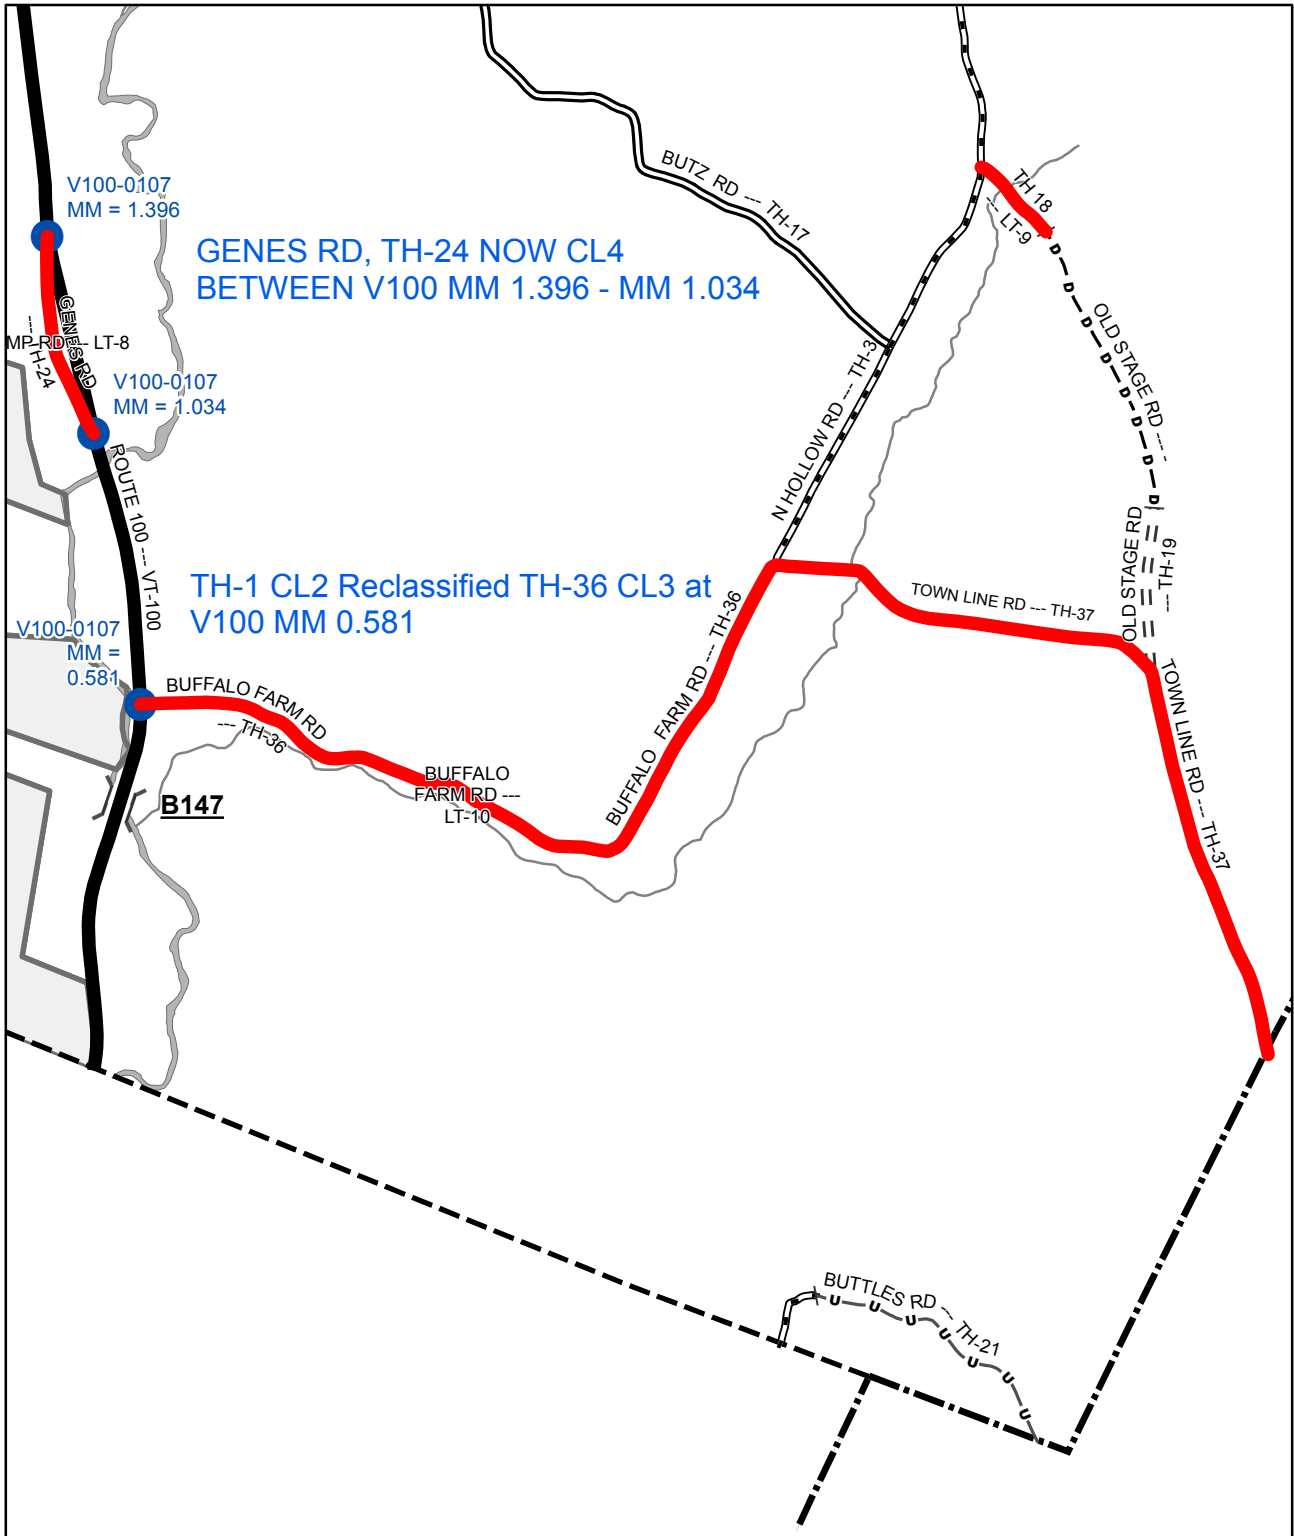 V100-0107
MM = 1.396
GENES RD, TH-24 NOW CL4
BETWEEN V100 MM 1.396 - MM 1.034
BUTZ RD --- TH-17
TH 18
--- LT-9
GENES RD
--- TH-24
MP RD --- LT-8
V100-0107
MM = 1.034
N HOLLOW RD --- TH-3
OLD STAGE RD ----
ROUTE 100 --- VT-100
TH-1 CL2 Reclassified TH-36 CL3 at
V100 MM 0.581
V100-0107
MM =
0.581
OLD STAGE RD
--- TH-19
TOWN LINE RD --- TH-37
BUFFALO FARM RD
--- TH-36
BUFFALO FARM RD --- TH-36
BUFFALO
FARM RD ---
LT-10
TOWN LINE RD --- TH-37
B147
BUTTLES RD --- TH-21
D
D
D
D
D
D
D
U
U
U
U
U
U
U